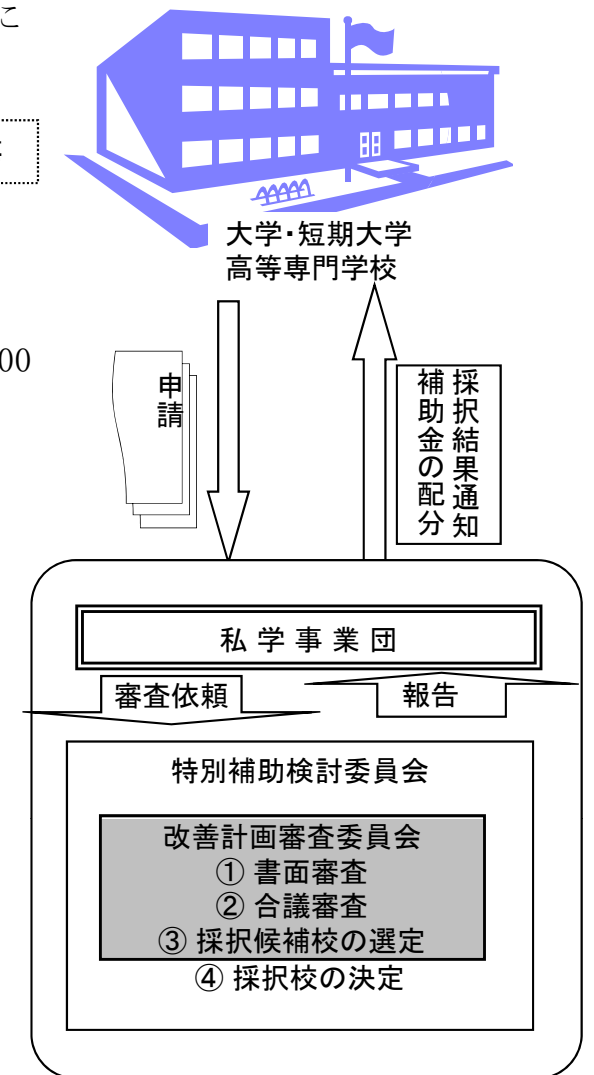 こ
大学・短期大学
高等専門学校
00
申請
採択結果通知
補助金の配分
私学事業団
審査依頼
報告
特別補助検討委員会
改善計画審査委員会
① 書面審査
② 合議審査
③ 採択候補校の選定
④ 採択校の決定